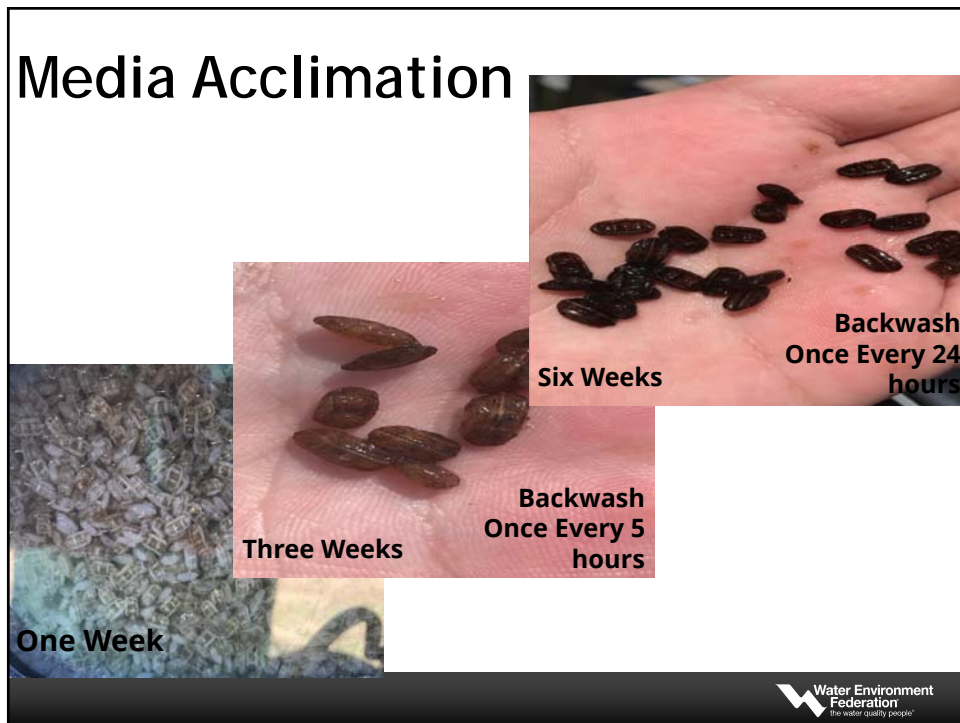 Media Acclimation
Backwash
Once Every 24
hours
Six Weeks
Backwash
Once Every 5
hours
Three Weeks
One Week
Water Environment
Federation
the water quality people®